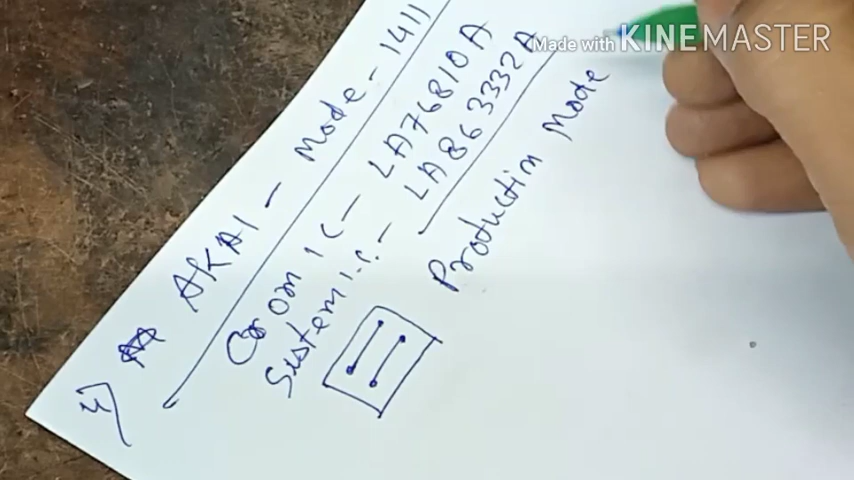 4) AKAI - Mode - 1411
Crom IC - LA76810A
System I.C. - LA863332A
Production Mode
Made with KINEMASTER